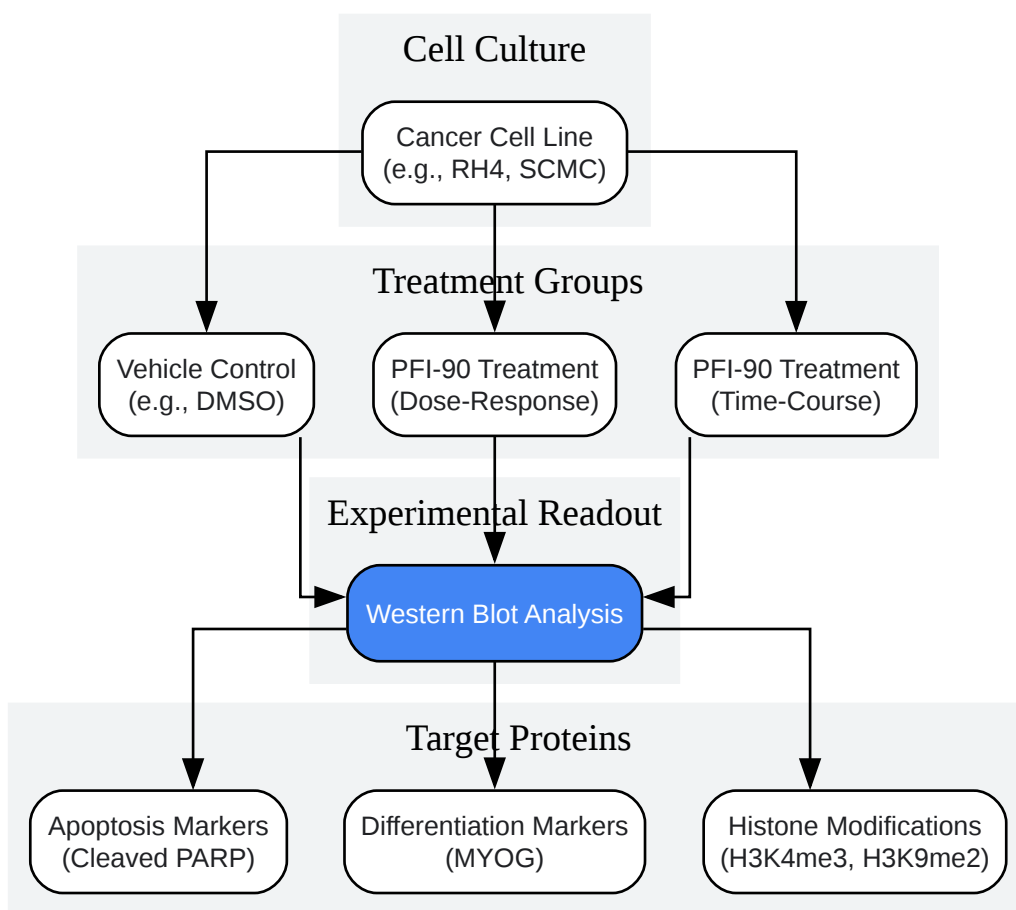 Cell Culture
Cancer Cell Line
(e.g., RH4, SCMC)
Treatment Groups
Vehicle Control
(e.g., DMSO)
PFI-90 Treatment
(Dose-Response)
PFI-90 Treatment
(Time-Course)
Experimental Readout
Western Blot Analysis
Target Proteins
Apoptosis Markers
(Cleaved PARP)
Differentiation Markers
(MYOG)
Histone Modifications
(H3K4me3, H3K9me2)